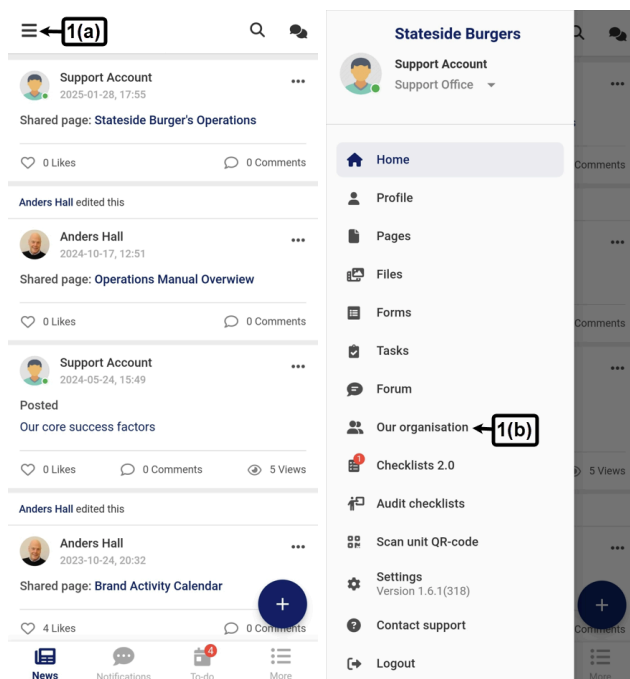 1(a)
Support Account
2025-01-28, 17:55
Shared page: Stateside Burger's Operations
0 Likes
0 Comments
Anders Hall edited this
Anders Hall
2024-10-17, 12:51
Shared page: Operations Manual Overwiew
0 Likes
0 Comments
Support Account
2024-05-24, 15:49
Posted
Our core success factors
0 Likes
0 Comments
5 Views
Anders Hall edited this
Anders Hall
2023-10-24, 20:32
Shared page: Brand Activity Calendar
4 Likes
0 Comments
+
News
Notifications
4
To-do
More
Stateside Burgers
Support Account
Support Office
Home
Profile
Pages
Files
Forms
Tasks
Forum
Our organisation
1(b)
1
Checklists 2.0
Audit checklists
Scan unit QR-code
Settings
Version 1.6.1(318)
Contact support
Logout
s
Comments
Comments
5 Views
+
Comments
More